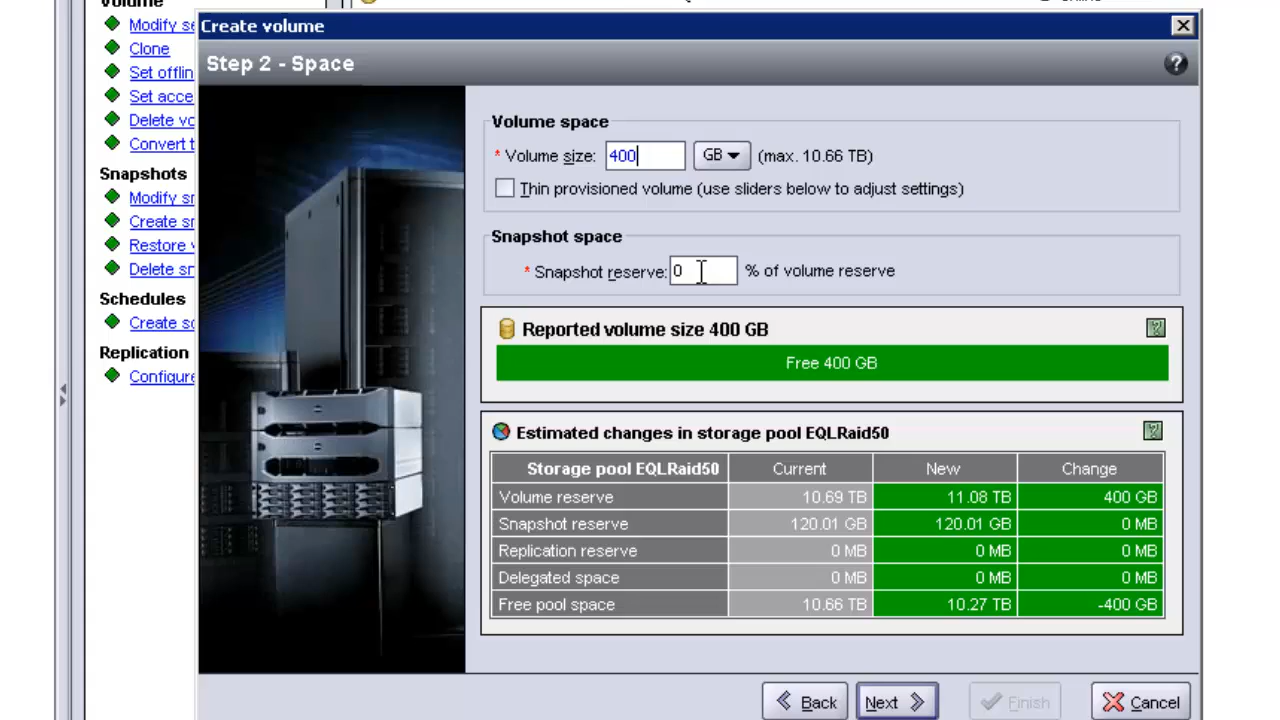 Volume
Modify se
Clone
Set offlin
Set acce
Delete vo
Convert t
Snapshots
Modify sn
Create sn
Restore v
Delete sn
Schedules
Create sc
Replication
Configure
Create volume
Step 2 - Space
Volume space
* Volume size: 400 GB (max. 10.66 TB)
Thin provisioned volume (use sliders below to adjust settings)
Snapshot space
* Snapshot reserve: 0 % of volume reserve
Reported volume size 400 GB
Free 400 GB
Estimated changes in storage pool EQLRaid50
Storage pool EQLRaid50 Current New Change
Volume reserve 10.69 TB 11.08 TB 400 GB
Snapshot reserve 120.01 GB 120.01 GB 0 MB
Replication reserve 0 MB 0 MB 0 MB
Delegated space 0 MB 0 MB 0 MB
Free pool space 10.66 TB 10.27 TB -400 GB
Back Next Finish Cancel